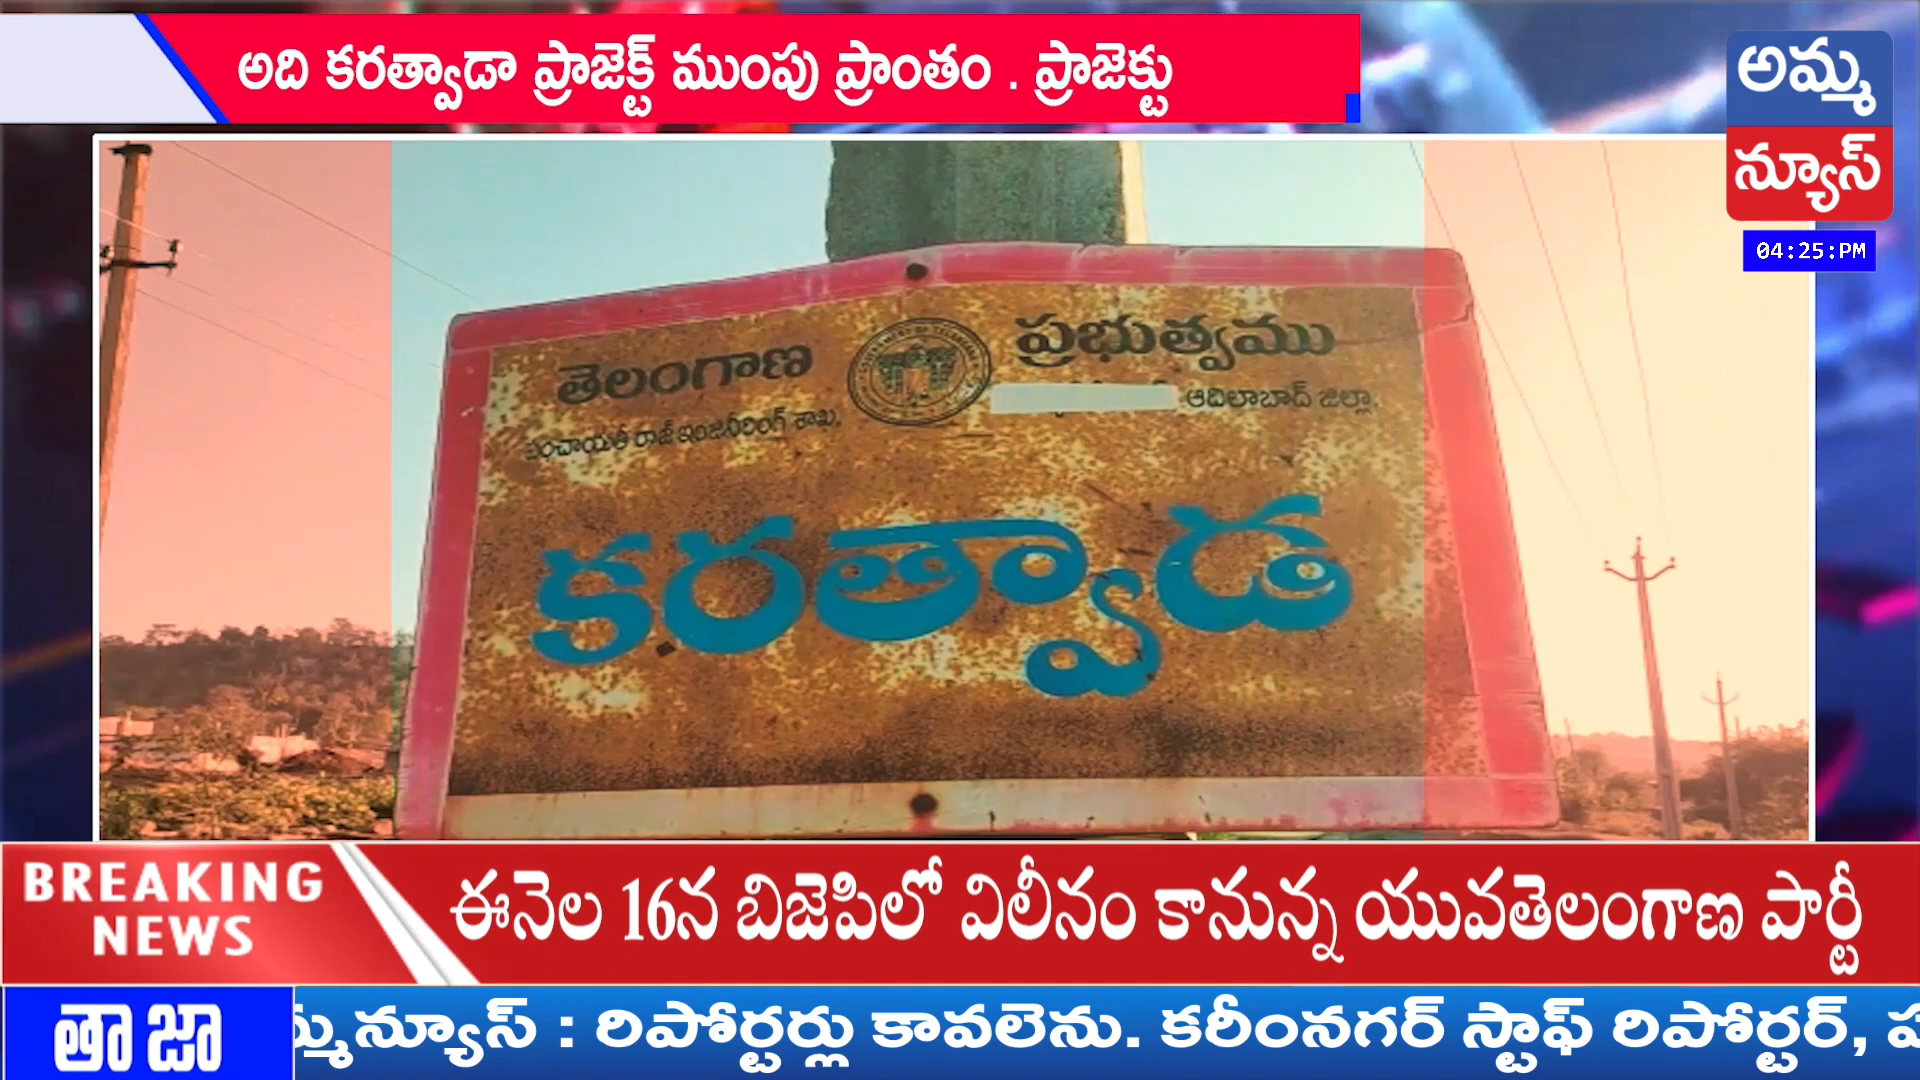 అది కరత్వాడా ప్రాజెక్ట్ ముంపు ప్రాంతం . ప్రాజెక్టు
అమ్మ
న్యూస్
04:25:PM
తెలంగాణ ప్రభుత్వము
పంచాయతీ రాజ్ ఇంజనీరింగ్ శాఖ, ఆదిలాబాద్ జిల్లా.
కరత్వాడ
BREAKING
NEWS
ఈనెల 16న బిజెపిలో విలీనం కానున్న యువతెలంగాణ పార్టీ
తాజా
మ్మన్యూస్ : రిపోర్టర్లు కావలెను. కరీంనగర్ స్టాఫ్ రిపోర్టర్,